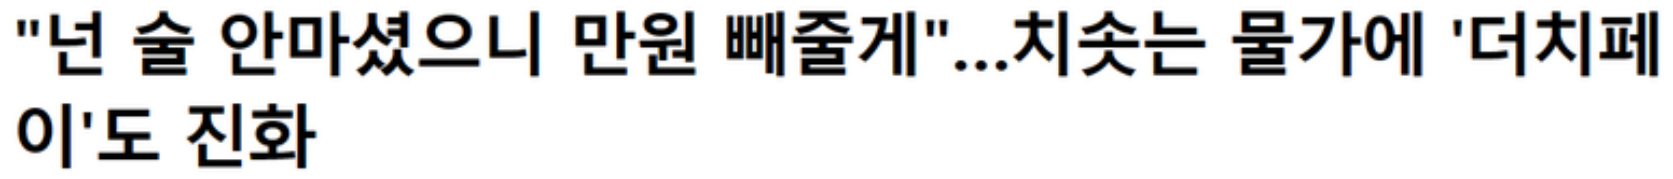 "넌 술 안마셨으니 만원 빼줄게"...치솟는 물가에 '더치페
이'도 진화